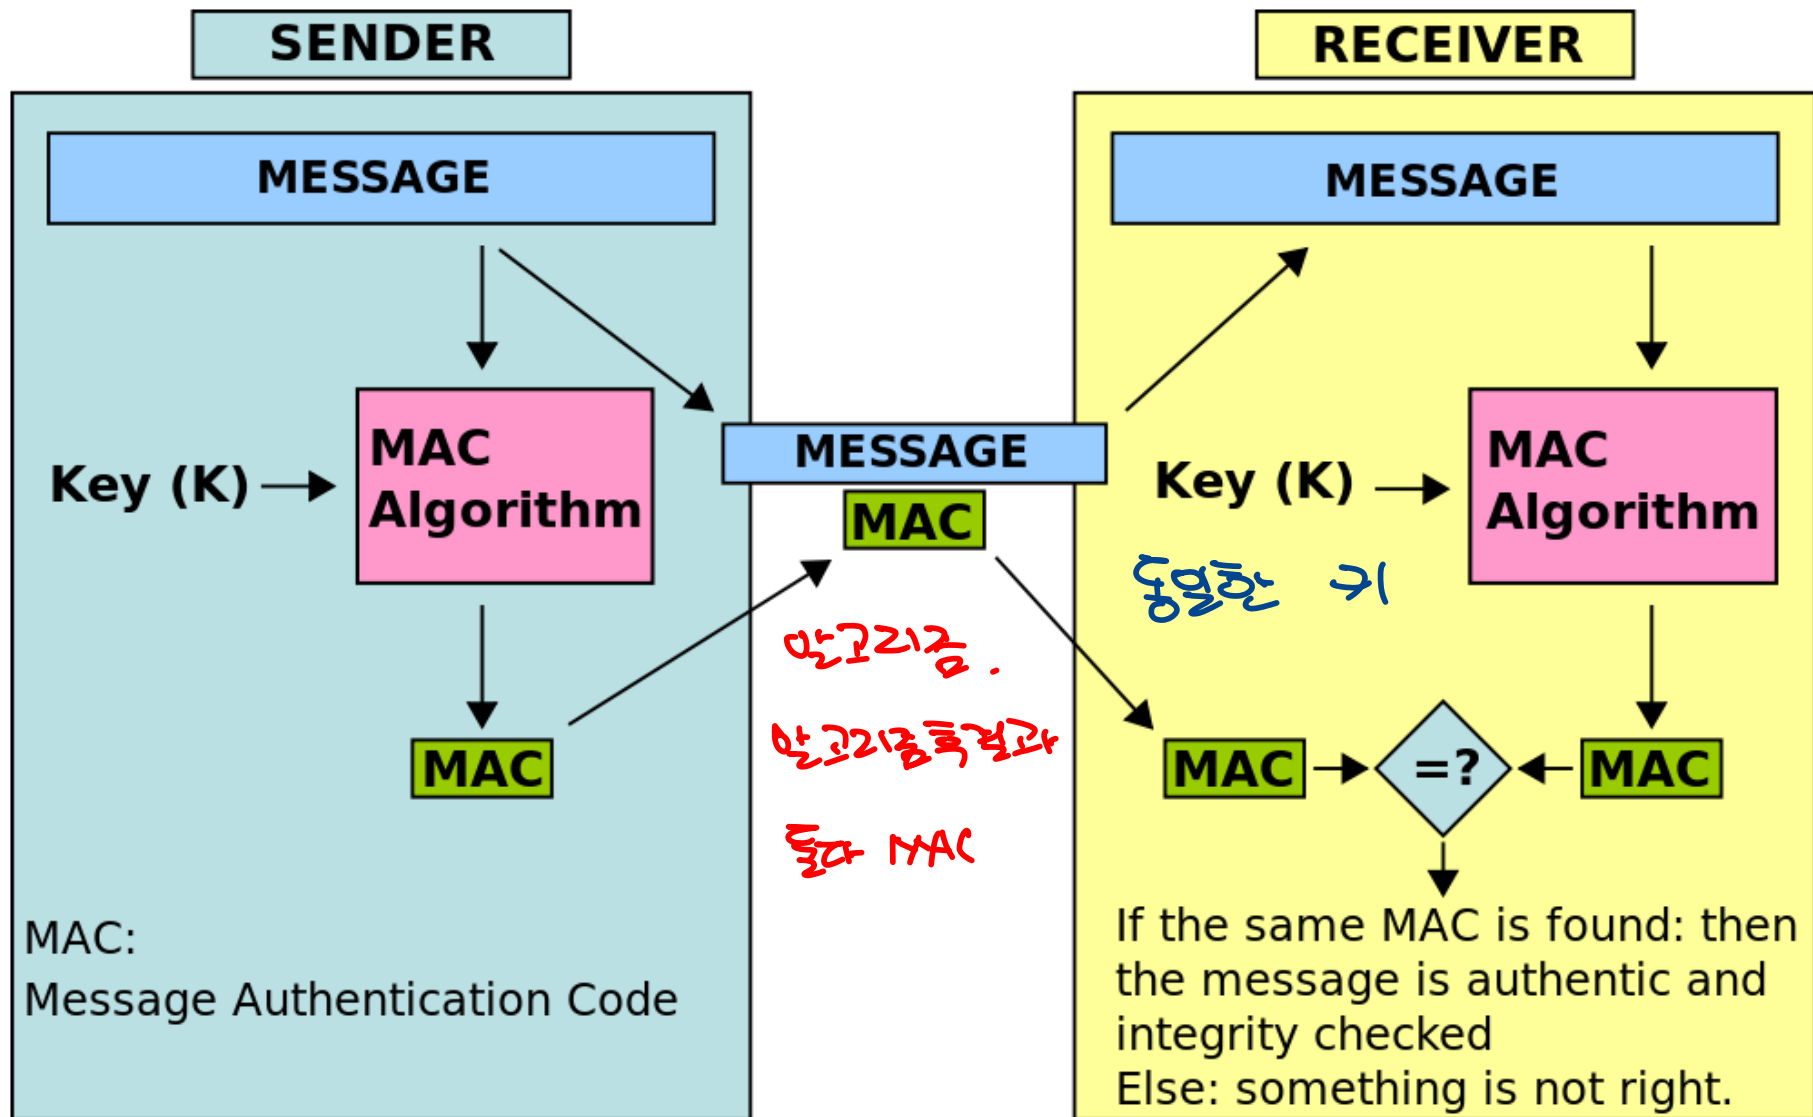 SENDER
MESSAGE
Key (K)
MAC
Algorithm
MAC
MAC:
Message Authentication Code
MESSAGE
MAC
알고리즘.
알고리즘특결과
둘다 MAC
RECEIVER
MESSAGE
Key (K)
MAC
Algorithm
동일한 키
MAC
=?
MAC
If the same MAC is found: then
the message is authentic and
integrity checked
Else: something is not right.